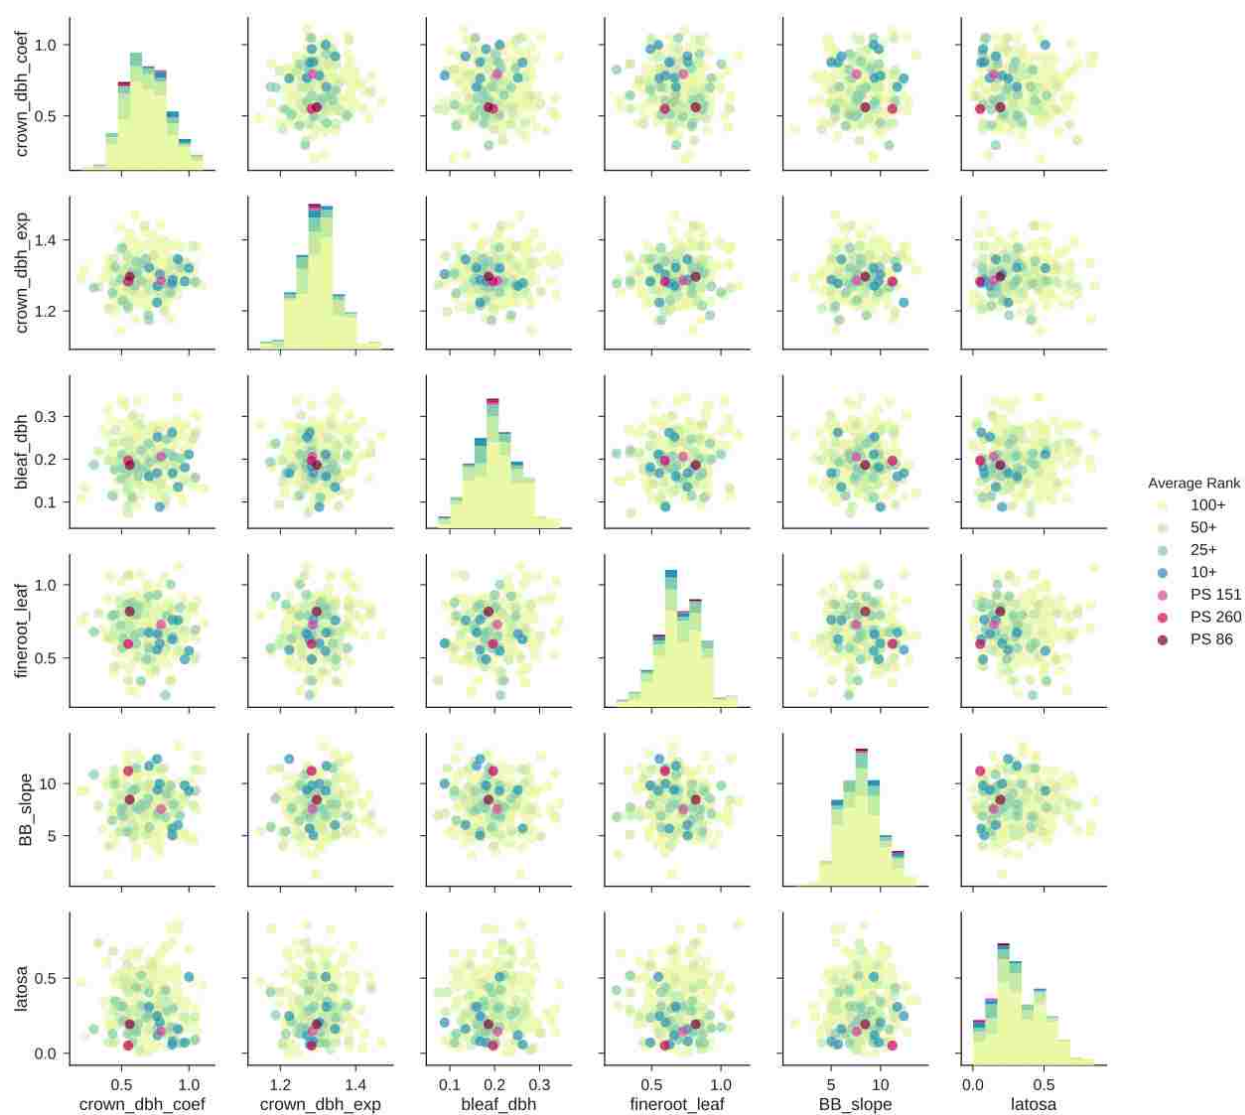 crown_dbh_coef
1.0
0.5
crown_dbh_exp
1.4
1.2
bleaf_dbh
0.3
0.2
0.1
fineroot_leaf
1.0
0.5
BB_slope
10
5
latosa
0.5
0.0
0.5 1.0
crown_dbh_coef
1.2 1.4
crown_dbh_exp
0.1 0.2 0.3
bleaf_dbh
0.5 1.0
fineroot_leaf
5 10
BB_slope
0.0 0.5
latosa
Average Rank
100+
50+
25+
10+
PS 151
PS 260
PS 86